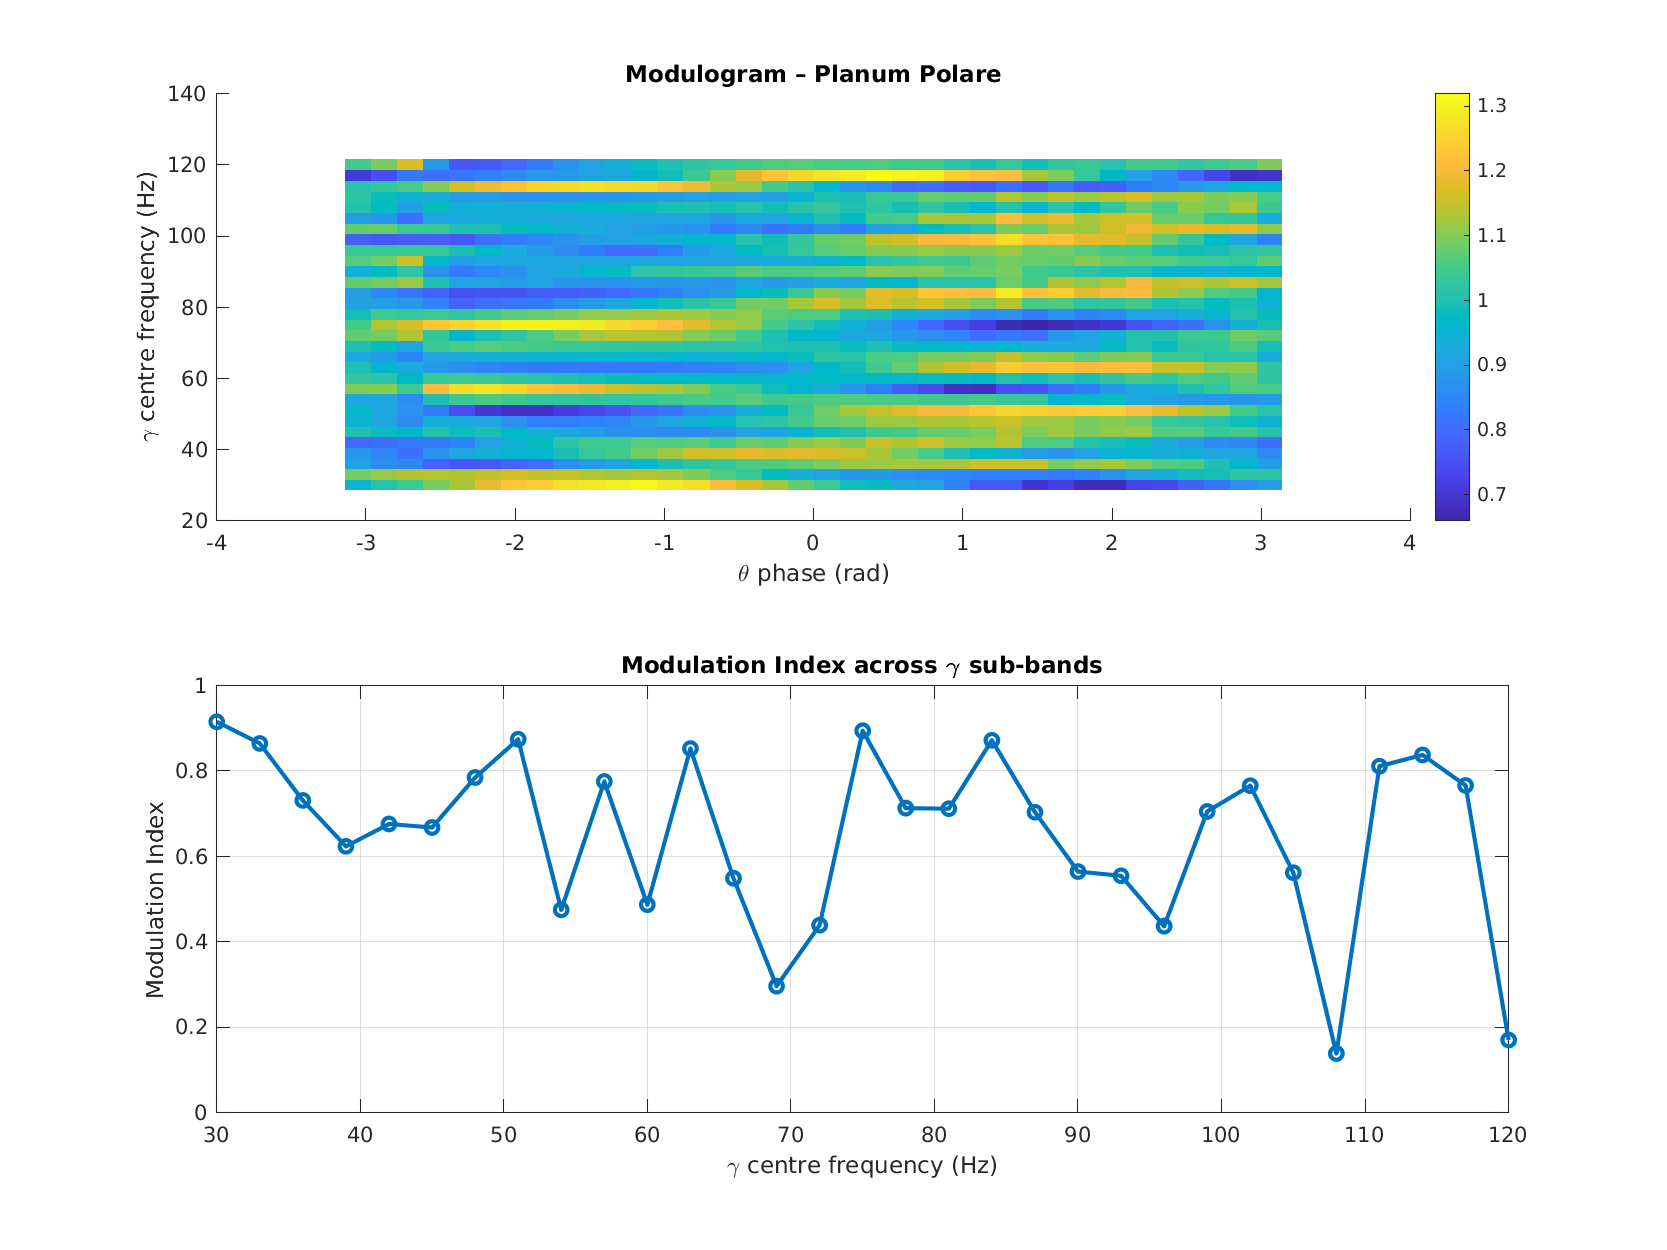 Modulogram – Planum Polare
140
120
100
80
60
40
20
γ centre frequency (Hz)
-4 -3 -2 -1 0 1 2 3 4
θ phase (rad)
1.3
1.2
1.1
1
0.9
0.8
0.7
Modulation Index across γ sub-bands
1
0.8
0.6
0.4
0.2
0
Modulation Index
30 40 50 60 70 80 90 100 110 120
γ centre frequency (Hz)